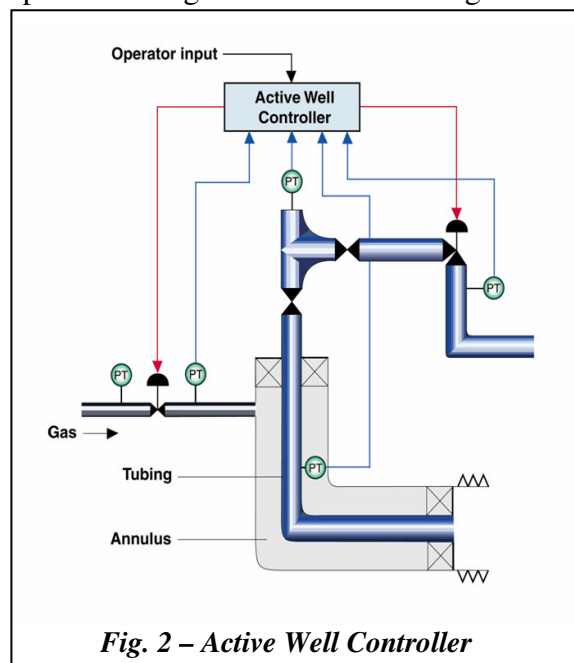 Operator input
Active Well
Controller
PT
PT
PT
PT
PT
Gas
Tubing
PT
Annulus
Fig. 2 – Active Well Controller